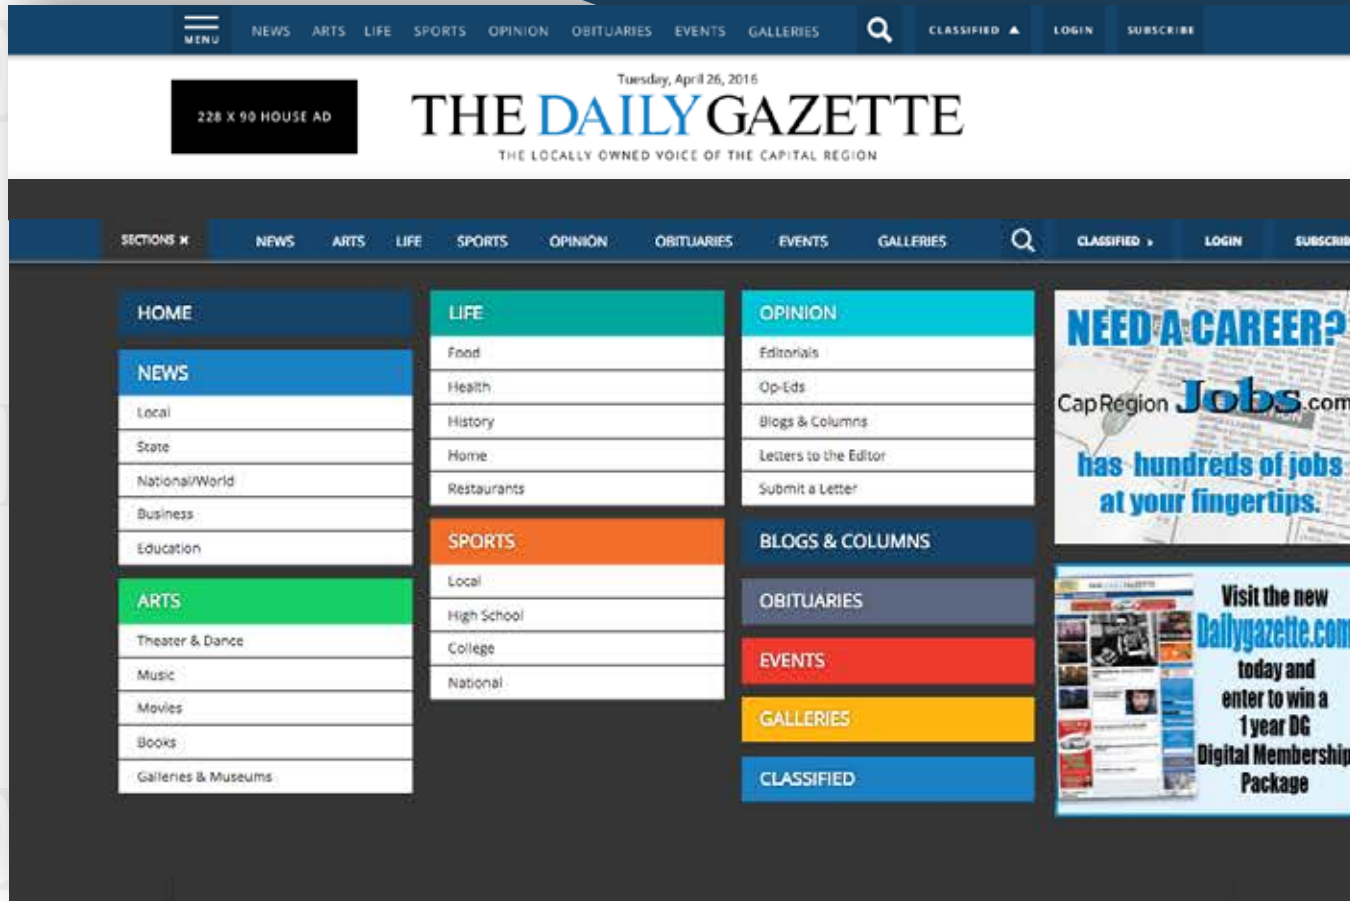 MENU
NEWS ARTS LIFE SPORTS OPINION OBITUARIES EVENTS GALLERIES
CLASSIFIED ▲ LOGIN SUBSCRIBE
Tuesday, April 26, 2016
228 X 90 HOUSE AD
THE DAILY GAZETTE
THE LOCALLY OWNED VOICE OF THE CAPITAL REGION
SECTIONS ×
NEWS ARTS LIFE SPORTS OPINION OBITUARIES EVENTS GALLERIES
CLASSIFIED › LOGIN SUBSCRIB
HOME
NEWS
Local
State
National/World
Business
Education
ARTS
Theater & Dance
Music
Movies
Books
Galleries & Museums
LIFE
Food
Health
History
Home
Restaurants
SPORTS
Local
High School
College
National
OPINION
Editorials
Op-Eds
Blogs & Columns
Letters to the Editor
Submit a Letter
BLOGS & COLUMNS
OBITUARIES
EVENTS
GALLERIES
CLASSIFIED
NEED A CAREER?
CapRegion Jobs.com
has hundreds of jobs
at your fingertips.
Visit the new
Dailygazette.com
today and
enter to win a
1 year DG
Digital Membership
Package